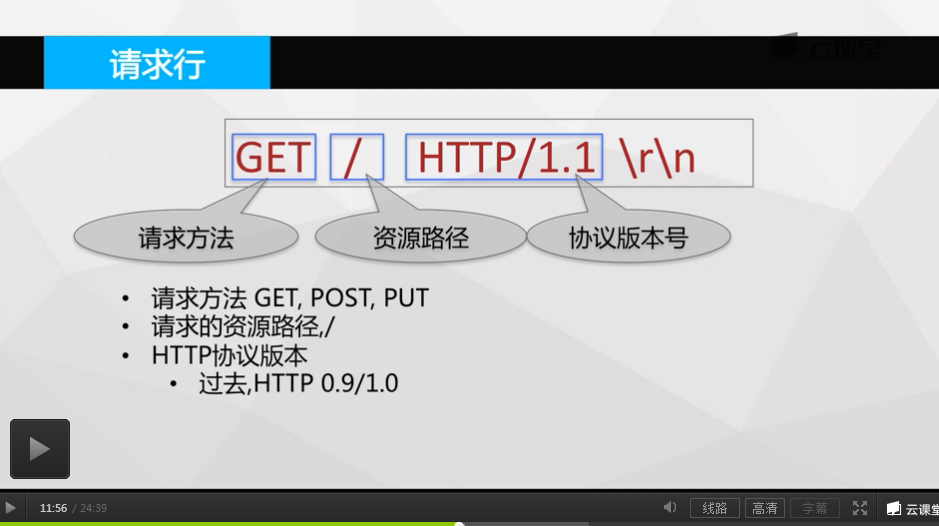 云课堂
请求行
GET / HTTP/1.1 \r\n
请求方法 资源路径 协议版本号
• 请求方法 GET, POST, PUT
• 请求的资源路径,/
• HTTP协议版本
• 过去,HTTP 0.9/1.0
11:56 / 24:39 线路 高清 字幕 云课堂